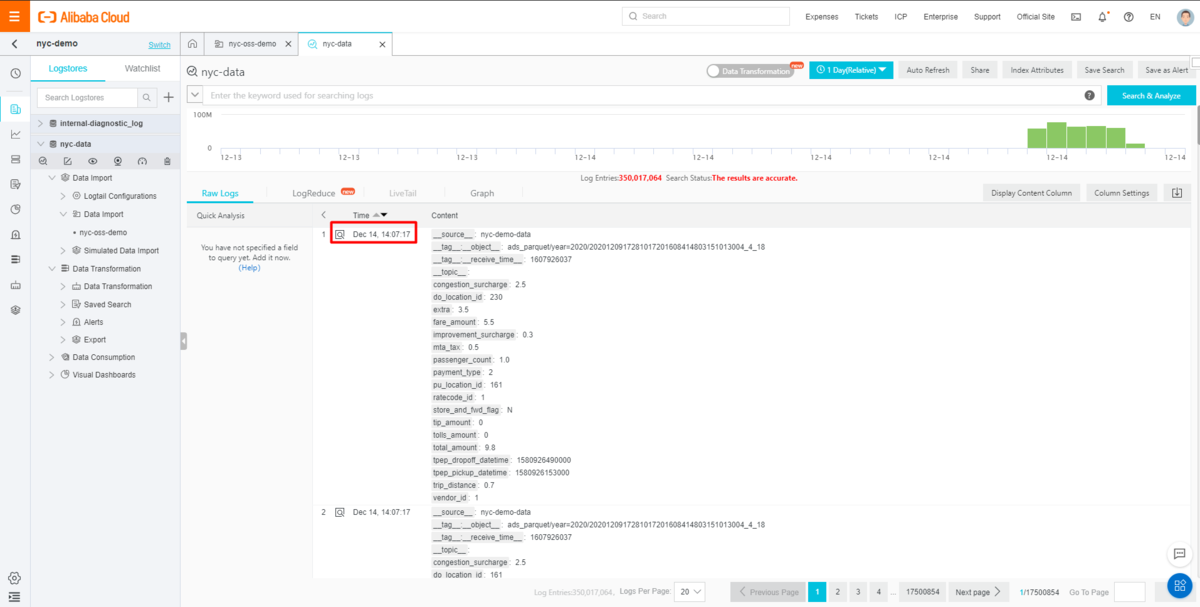 Alibaba Cloud
Search
Expenses Tickets ICP Enterprise Support Official Site EN
nyc-demo Switch
nyc-oss-demo
nyc-data
Logstores Watchlist
Search Logstores
internal-diagnostic_log
nyc-data
Data Import
Logtail Configurations
Data Import
nyc-oss-demo
Simulated Data Import
Data Transformation
Data Transformation
Saved Search
Alerts
Export
Data Consumption
Visual Dashboards
nyc-data
Data Transformation new
1 Day(Relative)
Auto Refresh
Share
Index Attributes
Save Search
Save as Alert
Enter the keyword used for searching logs
Search & Analyze
100M
0
12-13 12-13 12-13 12-14 12-14 12-14 12-14 12-14 12-14
Log Entries:350,017,064 Search Status:The results are accurate.
Raw Logs LogReduce new LiveTail Graph
Display Content Column
Column Settings
Quick Analysis
You have not specified a field
to query yet. Add it now.
(Help)
Time Content
1 Dec 14, 14:07:17
__source__: nyc-demo-data
__tag__:__object__: ads_parquet/year=2020/20201209172810172016084148031510​13004_4_18
__tag__:__receive_time__: 1607926037
__topic__:
congestion_surcharge: 2.5
do_location_id: 230
extra: 3.5
fare_amount: 5.5
improvement_surcharge: 0.3
mta_tax: 0.5
passenger_count: 1.0
payment_type: 2
pu_location_id: 161
ratecode_id: 1
store_and_fwd_flag: N
tip_amount: 0
tolls_amount: 0
total_amount: 9.8
tpep_dropoff_datetime: 1580926490000
tpep_pickup_datetime: 1580926153000
trip_distance: 0.7
vendor_id: 1
2 Dec 14, 14:07:17
__source__: nyc-demo-data
__tag__:__object__: ads_parquet/year=2020/20201209172810172016084148031510​13004_4_18
__tag__:__receive_time__: 1607926037
__topic__:
congestion_surcharge: 2.5
do_location_id: 161
Log Entries:350,017,064, Logs Per Page: 20
Previous Page 1 2 3 4 ... 17500854 Next page 1/17500854 Go To Page